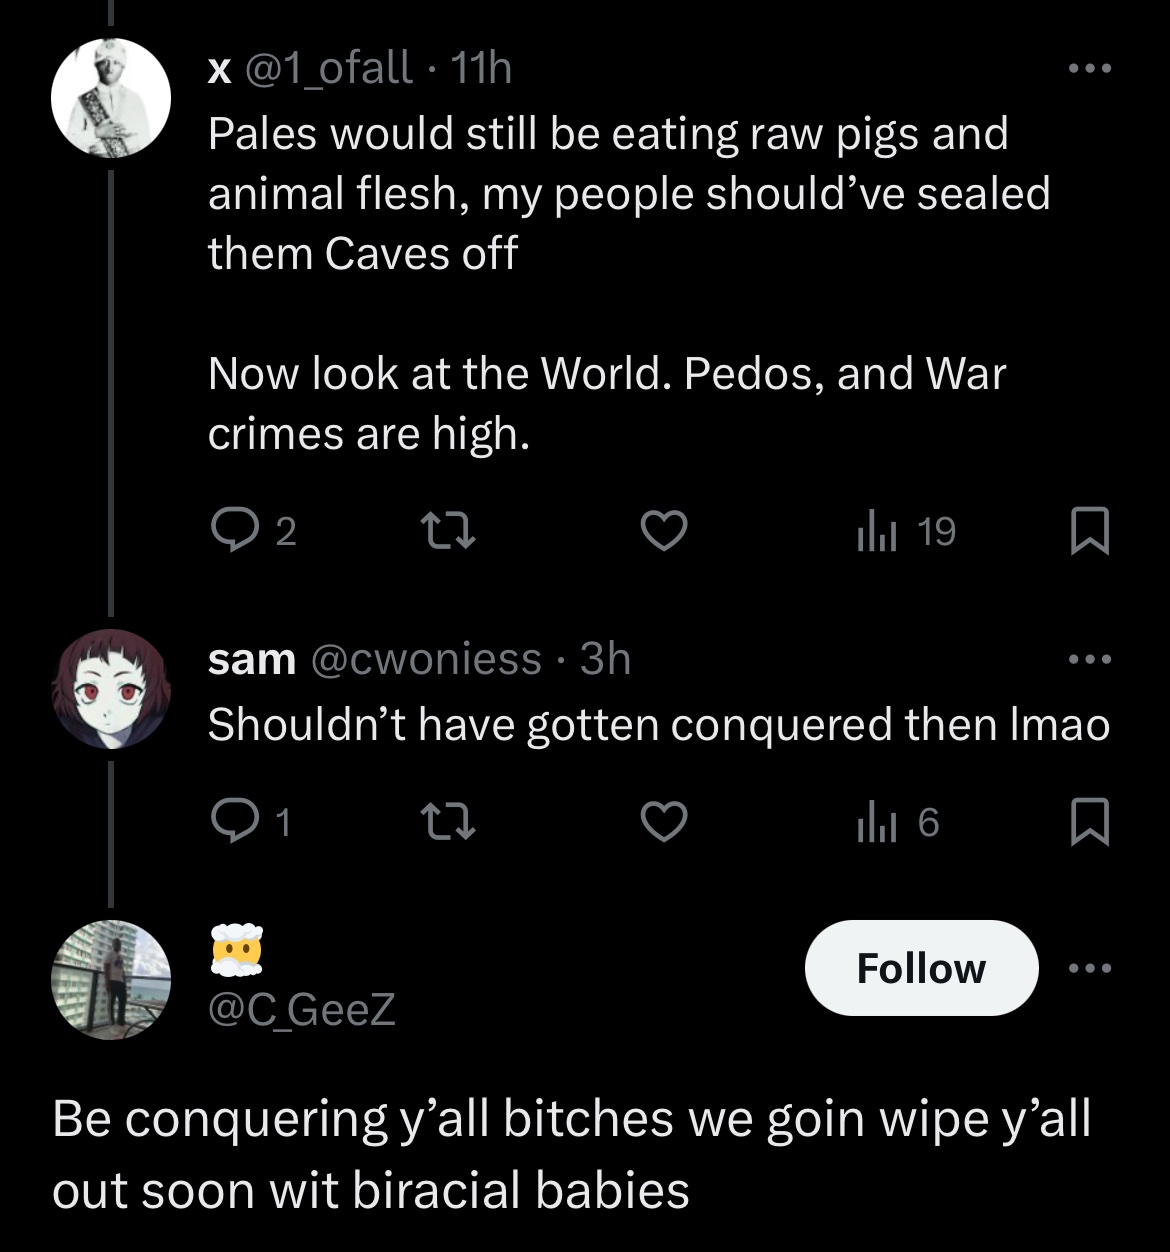 x @1_ofall · 11h
Pales would still be eating raw pigs and
animal flesh, my people should’ve sealed
them Caves off
Now look at the World. Pedos, and War
crimes are high.
2 19
sam @cwoniess · 3h
Shouldn’t have gotten conquered then lmao
1 6
😶‍🌫️
@C_GeeZ
Follow
Be conquering y’all bitches we goin wipe y’all
out soon wit biracial babies